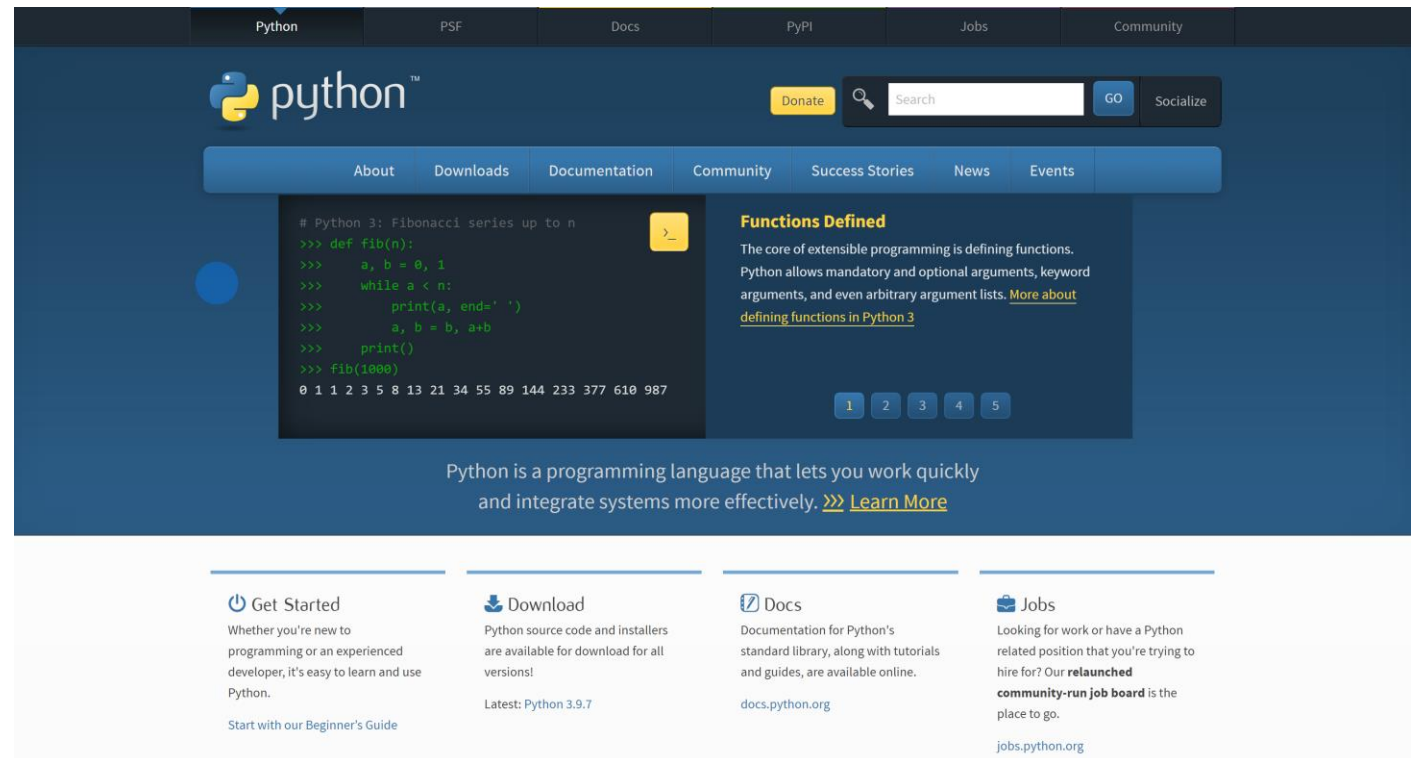 Python PSF Docs PyPI Jobs Community
python™
Donate Search GO Socialize
About Downloads Documentation Community Success Stories News Events
# Python 3: Fibonacci series up to n
>>> def fib(n):
>>>     a, b = 0, 1
>>>     while a < n:
>>>         print(a, end=' ')
>>>         a, b = b, a+b
>>>     print()
>>> fib(1000)
0 1 1 2 3 5 8 13 21 34 55 89 144 233 377 610 987
>_
Functions Defined
The core of extensible programming is defining functions.
Python allows mandatory and optional arguments, keyword
arguments, and even arbitrary argument lists. More about
defining functions in Python 3
1 2 3 4 5
Python is a programming language that lets you work quickly
and integrate systems more effectively. >>> Learn More
Get Started
Whether you're new to
programming or an experienced
developer, it's easy to learn and use
Python.
Start with our Beginner's Guide
Download
Python source code and installers
are available for download for all
versions!
Latest: Python 3.9.7
Docs
Documentation for Python's
standard library, along with tutorials
and guides, are available online.
docs.python.org
Jobs
Looking for work or have a Python
related position that you're trying to
hire for? Our relaunched
community-run job board is the
place to go.
jobs.python.org